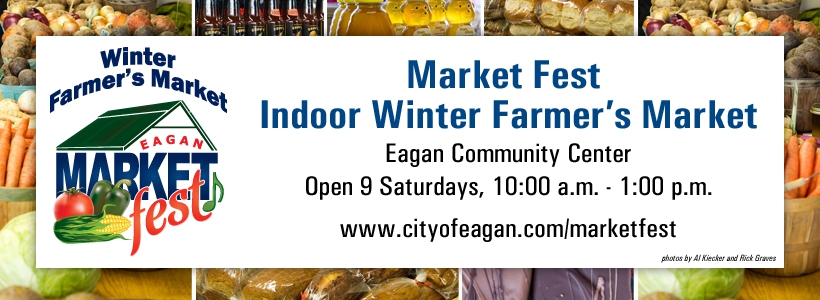 Winter
Farmer's Market
EAGAN
MARKET
fest
Market Fest
Indoor Winter Farmer's Market
Eagan Community Center
Open 9 Saturdays, 10:00 a.m. - 1:00 p.m.
www.cityofeagan.com/marketfest
photos by Al Kiecker and Rick Graves